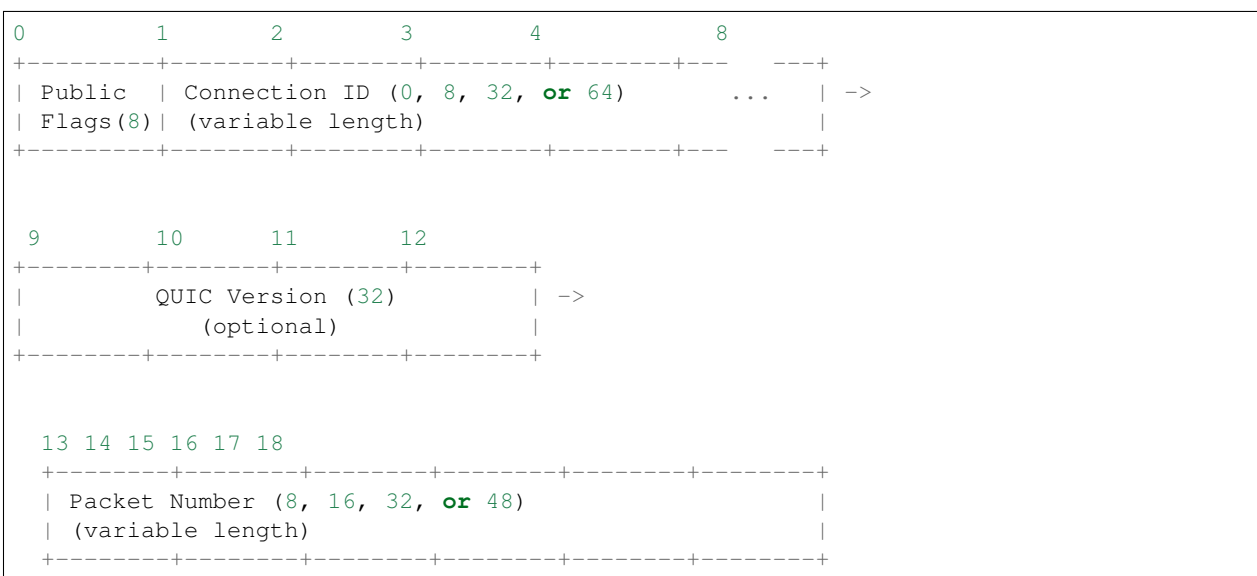 0         1        2        3        4            8
+---------+--------+--------+--------+--------+---   ---+
| Public  | Connection ID (0, 8, 32, or 64)       ...   | ->
| Flags(8)| (variable length)                           |
+---------+--------+--------+--------+--------+---   ---+
 9        10       11       12
+--------+--------+--------+--------+
|         QUIC Version (32)         | ->
|            (optional)             |
+--------+--------+--------+--------+
  13 14 15 16 17 18
  +--------+--------+--------+--------+--------+--------+
  | Packet Number (8, 16, 32, or 48)                    |
  | (variable length)                                   |
  +--------+--------+--------+--------+--------+--------+